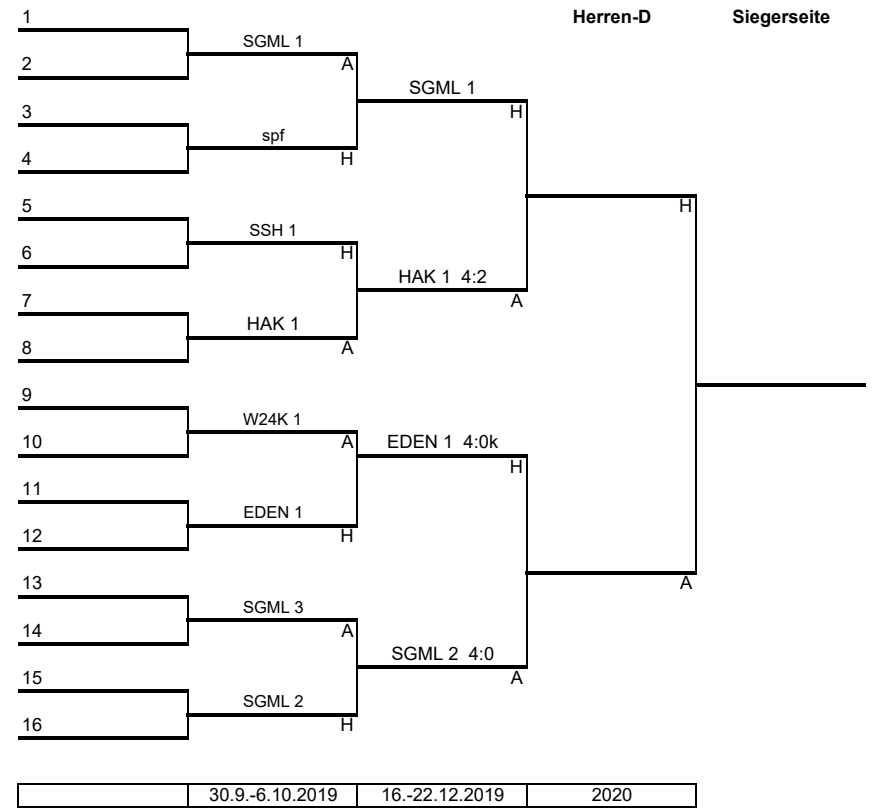 1 Herren-D Siegerseite
SGML 1
2 A
SGML 1
3 H
spf
4 H
5 H
SSH 1
6 H
HAK 1 4:2
7 A
HAK 1
8 A
9
W24K 1
10 A EDEN 1 4:0k
H
11
EDEN 1
12 H
13 A
SGML 3
14 A
SGML 2 4:0
15 A
SGML 2
16 H
30.9.-6.10.2019 16.-22.12.2019 2020